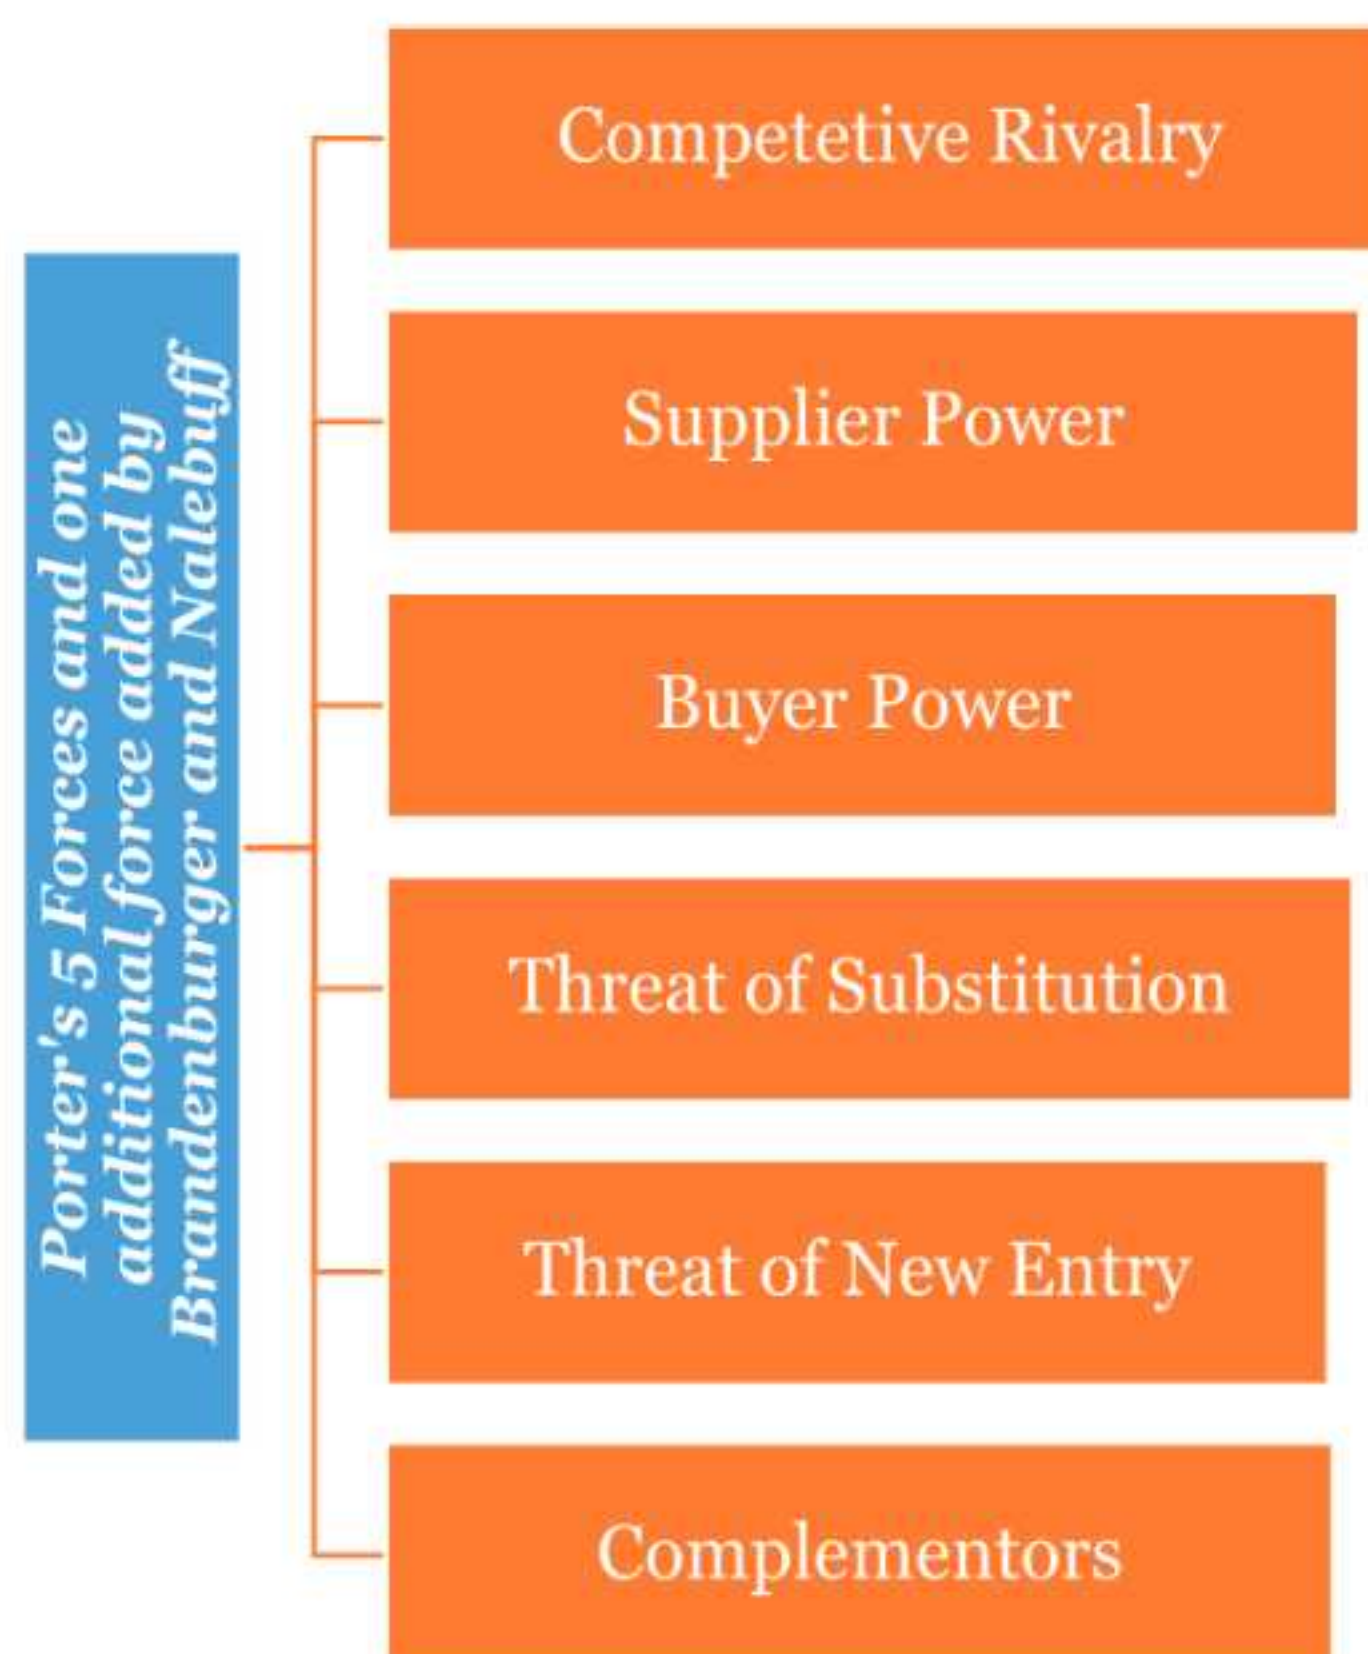 Porter's 5 Forces and one
additional force added by
Brandenburger and Nalebuff
Competetive Rivalry
Supplier Power
Buyer Power
Threat of Substitution
Threat of New Entry
Complementors